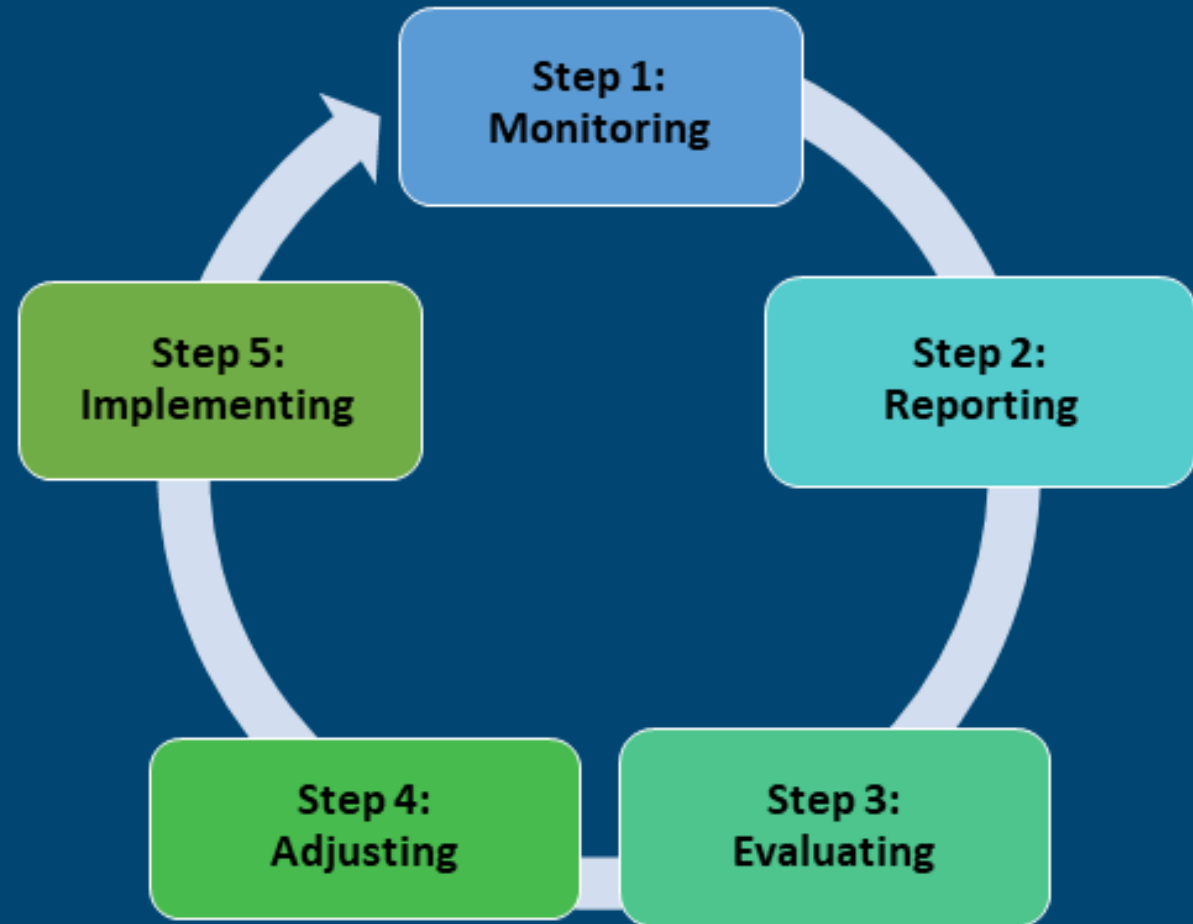 Step 1:
Monitoring
Step 2:
Reporting
Step 3:
Evaluating
Step 4:
Adjusting
Step 5:
Implementing